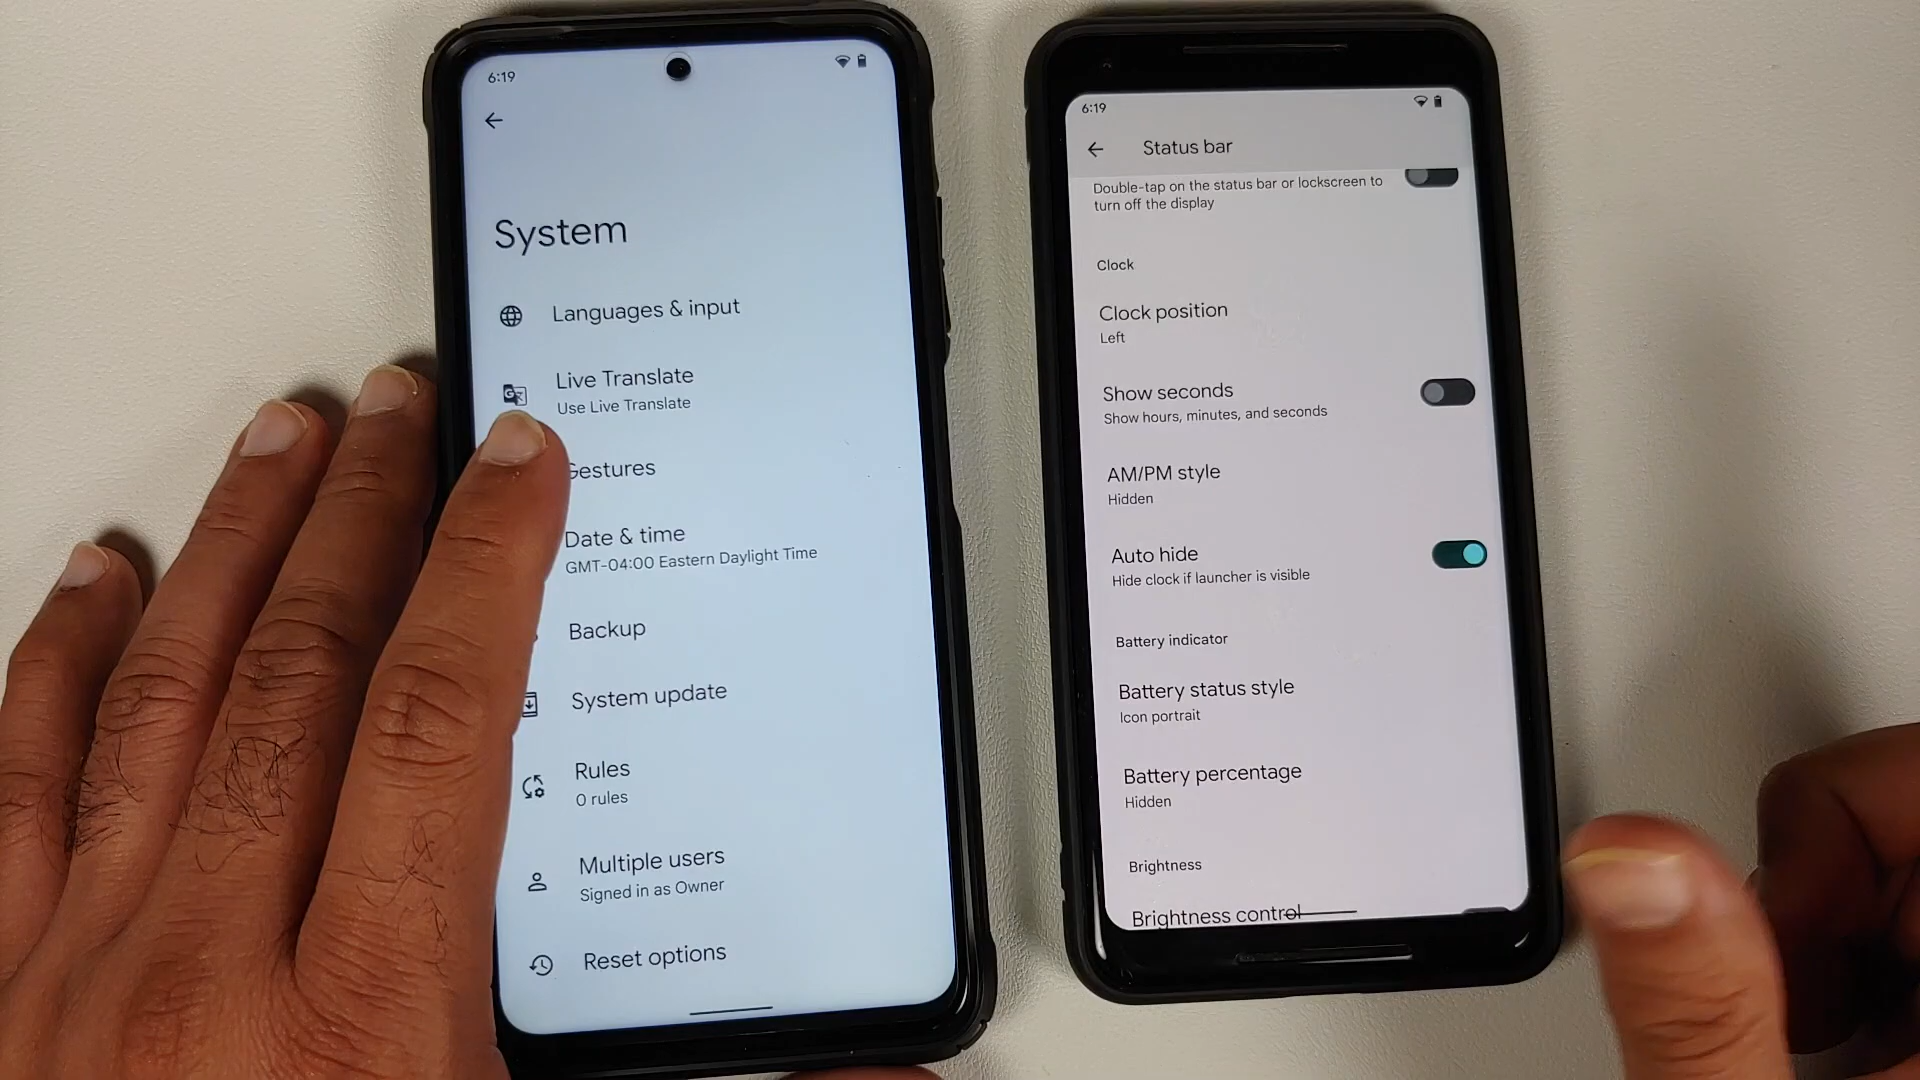 6:19
System
Languages & input
Live Translate
Use Live Translate
Gestures
Date & time
GMT-04:00 Eastern Daylight Time
Backup
System update
Rules
0 rules
Multiple users
Signed in as Owner
Reset options
6:19
Status bar
Double-tap on the status bar or lockscreen to
turn off the display
Clock
Clock position
Left
Show seconds
Show hours, minutes, and seconds
AM/PM style
Hidden
Auto hide
Hide clock if launcher is visible
Battery indicator
Battery status style
Icon portrait
Battery percentage
Hidden
Brightness
Brightness control